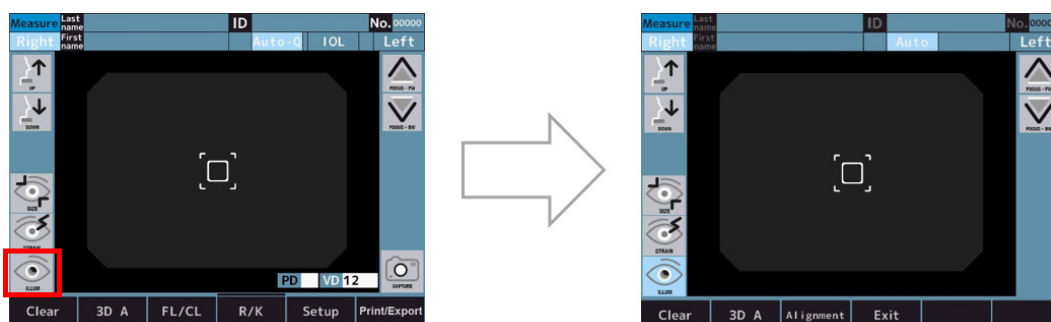 Measure Last name ID No. 00000
Right First name Auto-Q IOL Left
UP
FOCUS - FW
DOWN
FOCUS - BW
SIZE
STRAIN
ILLUM
CAPTURE
PD VD 12
Clear 3D A FL/CL R/K Setup Print/Export
Measure Last name ID No. 0000
Right First name Auto Left
UP
FOCUS - FW
DOWN
FOCUS - BW
SIZE
STRAIN
ILLUM
Clear 3D A Alignment Exit